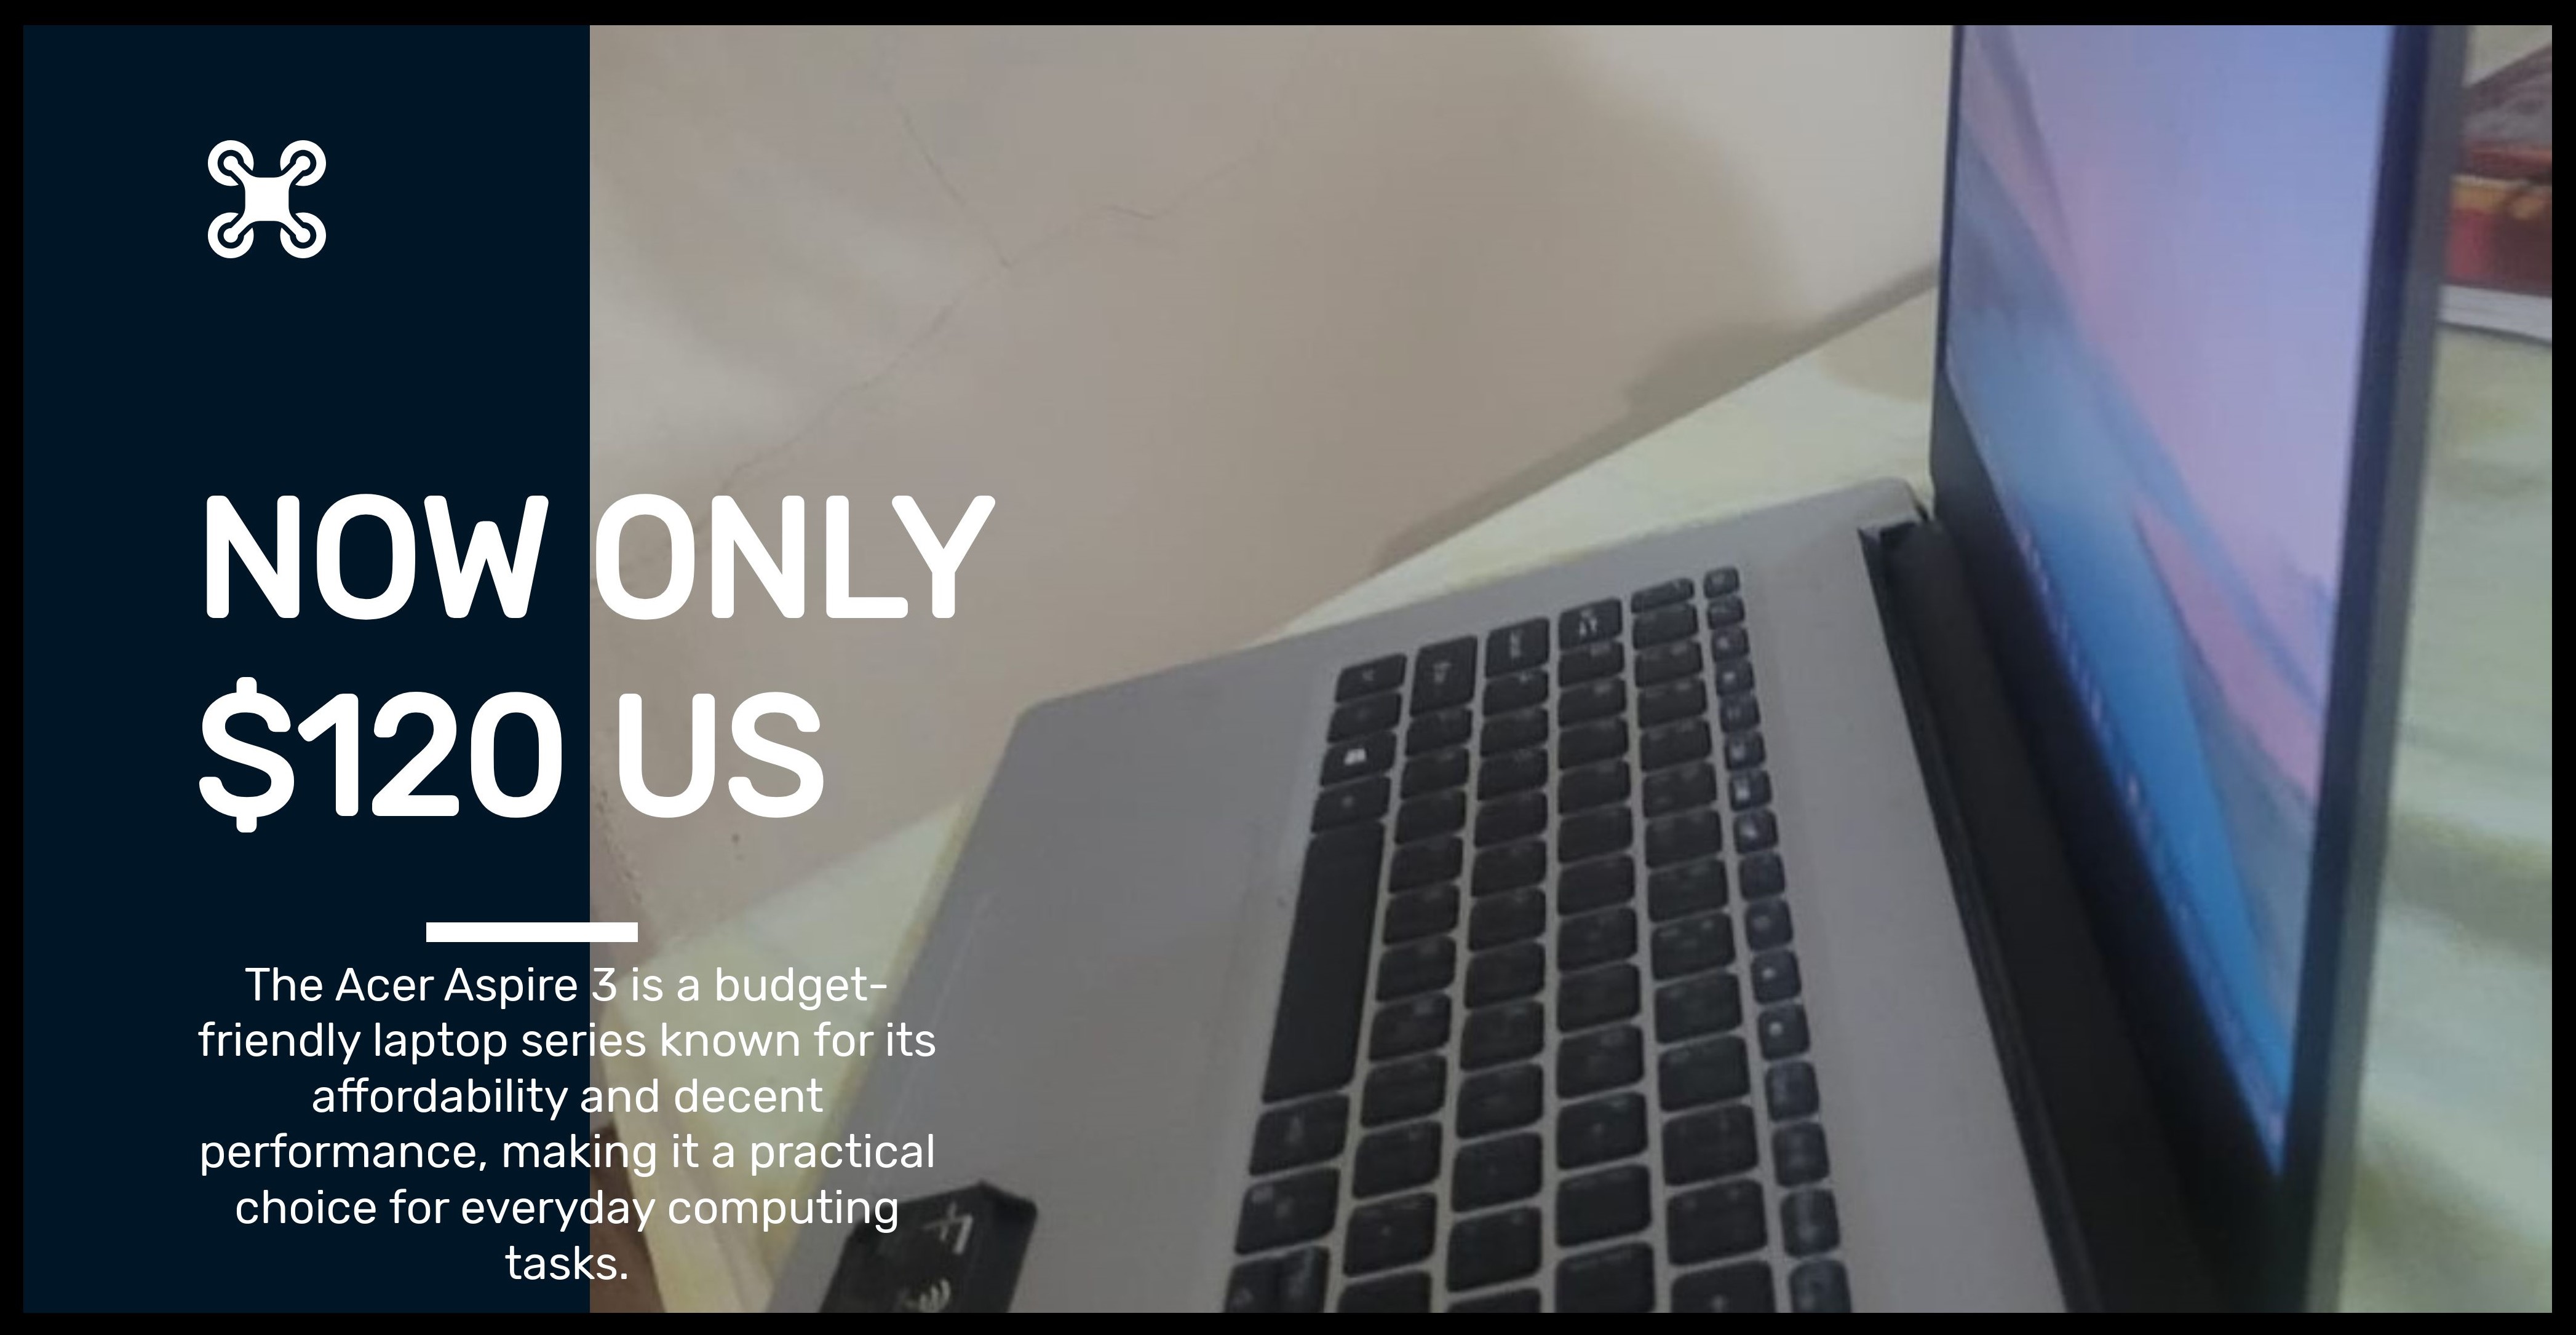 NOW ONLY
$120 US
The Acer Aspire 3 is a budget-
friendly laptop series known for its
affordability and decent
performance, making it a practical
choice for everyday computing
tasks.